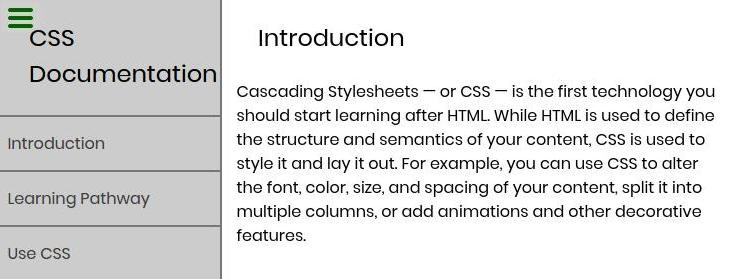 CSS
Documentation
Introduction
Learning Pathway
Use CSS
Introduction
Cascading Stylesheets — or CSS — is the first technology you
should start learning after HTML. While HTML is used to define
the structure and semantics of your content, CSS is used to
style it and lay it out. For example, you can use CSS to alter
the font, color, size, and spacing of your content, split it into
multiple columns, or add animations and other decorative
features.